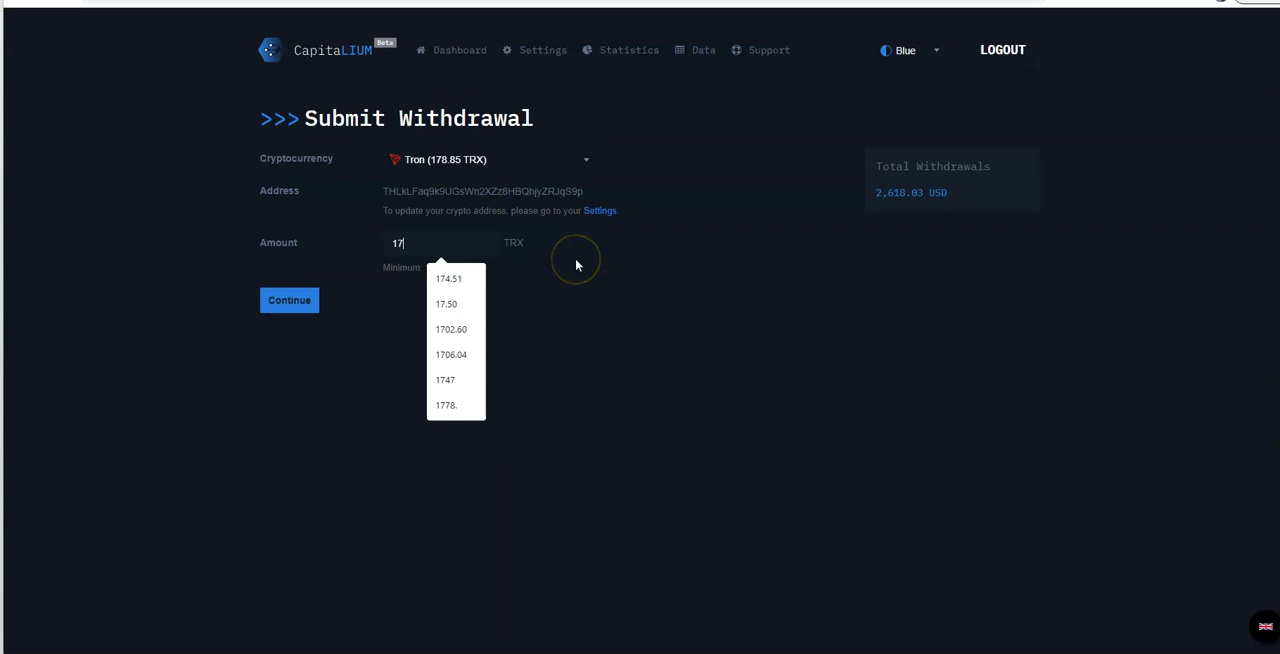 CapitaLIUM Beta Dashboard Settings Statistics Data Support Blue LOGOUT
>>> Submit Withdrawal
Cryptocurrency Tron (178.85 TRX)
Total Withdrawals
2,618.03 USD
Address THLkLFaq9k9UGsWn2XZz8HBQhjyZRJqS9p
To update your crypto address, please go to your Settings.
Amount 17 TRX
Minimum
174.51
17.50
1702.60
1706.04
1747
1778.
Continue